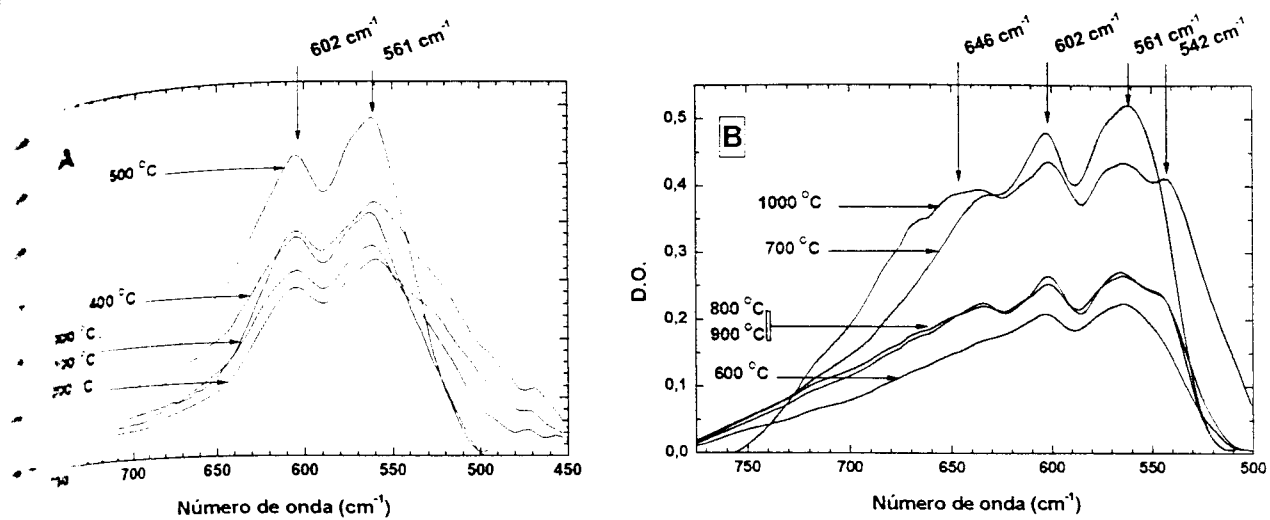 602 cm⁻¹
561 cm⁻¹
A
500 °C
400 °C
700
650
600
550
500
450
Número de onda (cm⁻¹)
646 cm⁻¹
602 cm⁻¹
561 cm⁻¹
542 cm⁻¹
B
0,5
0,4
0,3
0,2
0,1
0,0
D.O.
1000 °C
700 °C
800 °C
900 °C
600 °C
750
700
650
600
550
500
Número de onda (cm⁻¹)